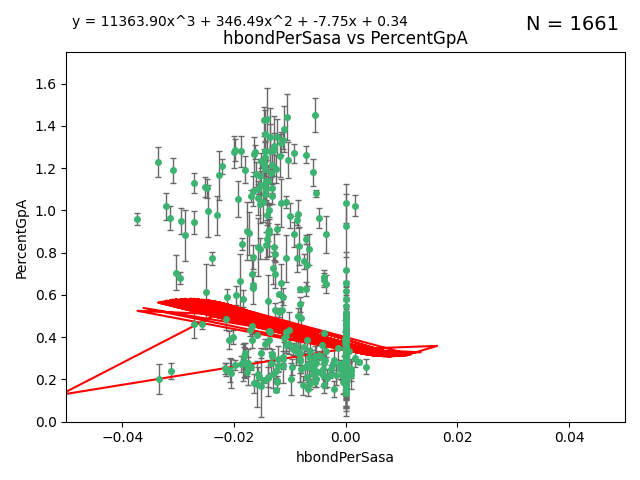 y = 11363.90x^3 + 346.49x^2 + -7.75x + 0.34
N = 1661
hbondPerSasa vs PercentGpA
1.6
1.4
1.2
1.0
0.8
0.6
0.4
0.2
0.0
PercentGpA
−0.04
−0.02
0.00
0.02
0.04
hbondPerSasa